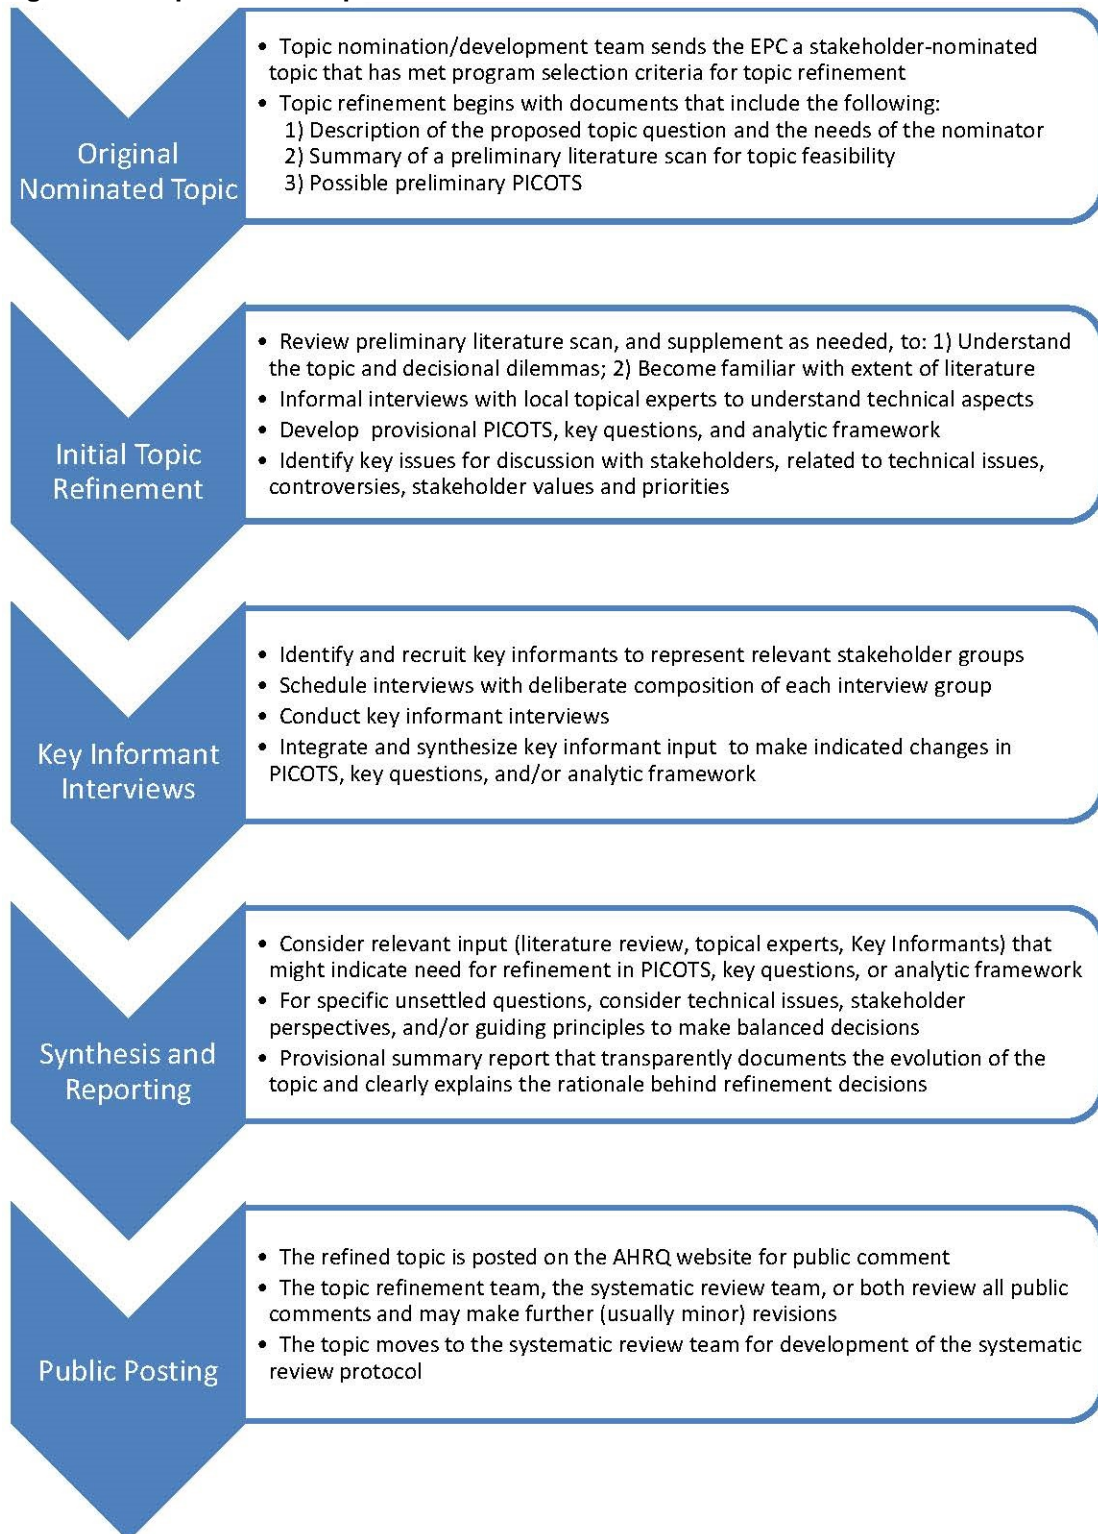 Original
Nominated Topic
• Topic nomination/development team sends the EPC a stakeholder-nominated
topic that has met program selection criteria for topic refinement
• Topic refinement begins with documents that include the following:
1) Description of the proposed topic question and the needs of the nominator
2) Summary of a preliminary literature scan for topic feasibility
3) Possible preliminary PICOTS
Initial Topic
Refinement
• Review preliminary literature scan, and supplement as needed, to: 1) Understand
the topic and decisional dilemmas; 2) Become familiar with extent of literature
• Informal interviews with local topical experts to understand technical aspects
• Develop provisional PICOTS, key questions, and analytic framework
• Identify key issues for discussion with stakeholders, related to technical issues,
controversies, stakeholder values and priorities
Key Informant
Interviews
• Identify and recruit key informants to represent relevant stakeholder groups
• Schedule interviews with deliberate composition of each interview group
• Conduct key informant interviews
• Integrate and synthesize key informant input to make indicated changes in
PICOTS, key questions, and/or analytic framework
Synthesis and
Reporting
• Consider relevant input (literature review, topical experts, Key Informants) that
might indicate need for refinement in PICOTS, key questions, or analytic framework
• For specific unsettled questions, consider technical issues, stakeholder
perspectives, and/or guiding principles to make balanced decisions
• Provisional summary report that transparently documents the evolution of the
topic and clearly explains the rationale behind refinement decisions
Public Posting
• The refined topic is posted on the AHRQ website for public comment
• The topic refinement team, the systematic review team, or both review all public
comments and may make further (usually minor) revisions
• The topic moves to the systematic review team for development of the systematic
review protocol